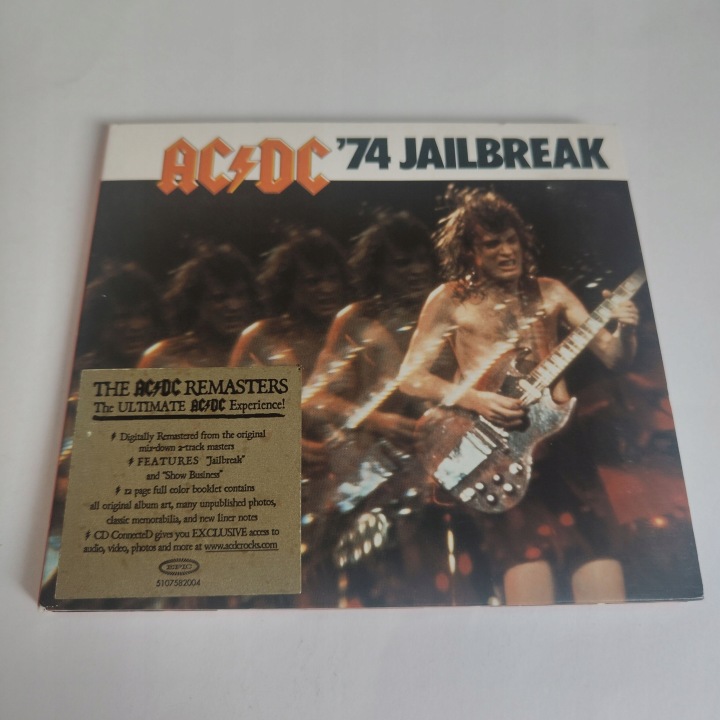 AC⚡DC '74 JAILBREAK
THE AC⚡DC REMASTERS
The ULTIMATE AC⚡DC Experience!
Digitally Remastered from the original
mix-down 2-track masters
FEATURES "Jailbreak"
and "Show Business"
12 page full color booklet contains
all original album art, many unpublished photos,
classic memorabilia, and new liner notes
CD ConnecteD gives you EXCLUSIVE access to
audio, video, photos and more at www.acdcrocks.com
EPIC
5107582004